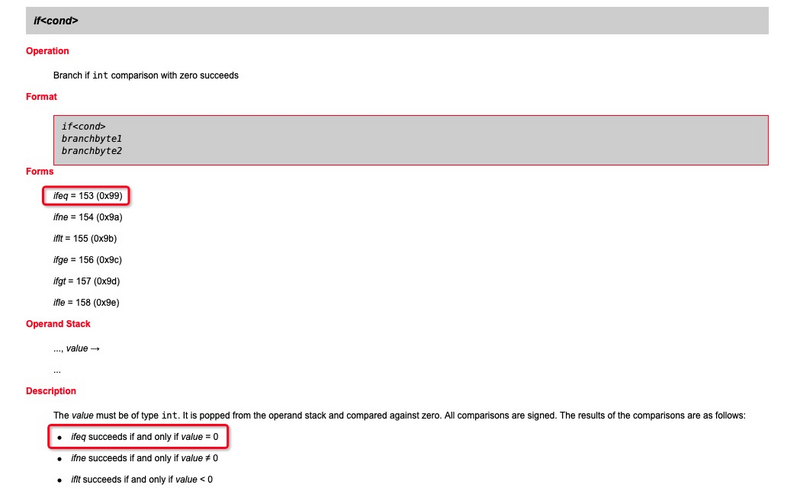 if<cond>
Operation
Branch if int comparison with zero succeeds
Format
if<cond>
branchbyte1
branchbyte2
Forms
ifeq = 153 (0x99)
ifne = 154 (0x9a)
iflt = 155 (0x9b)
ifge = 156 (0x9c)
ifgt = 157 (0x9d)
ifle = 158 (0x9e)
Operand Stack
..., value →
...
Description
The value must be of type int. It is popped from the operand stack and compared against zero. All comparisons are signed. The results of the comparisons are as follows:
• ifeq succeeds if and only if value = 0
• ifne succeeds if and only if value ≠ 0
• iflt succeeds if and only if value < 0